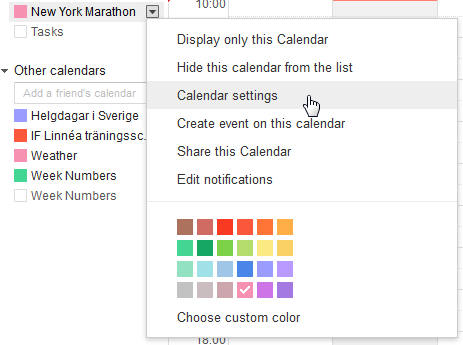 10:00
New York Marathon
Tasks
Other calendars
Add a friend's calendar
Helgdagar i Sverige
IF Linnéa träningssc.
Weather
Week Numbers
Week Numbers
Display only this Calendar
Hide this calendar from the list
Calendar settings
Create event on this calendar
Share this Calendar
Edit notifications
Choose custom color
18:00